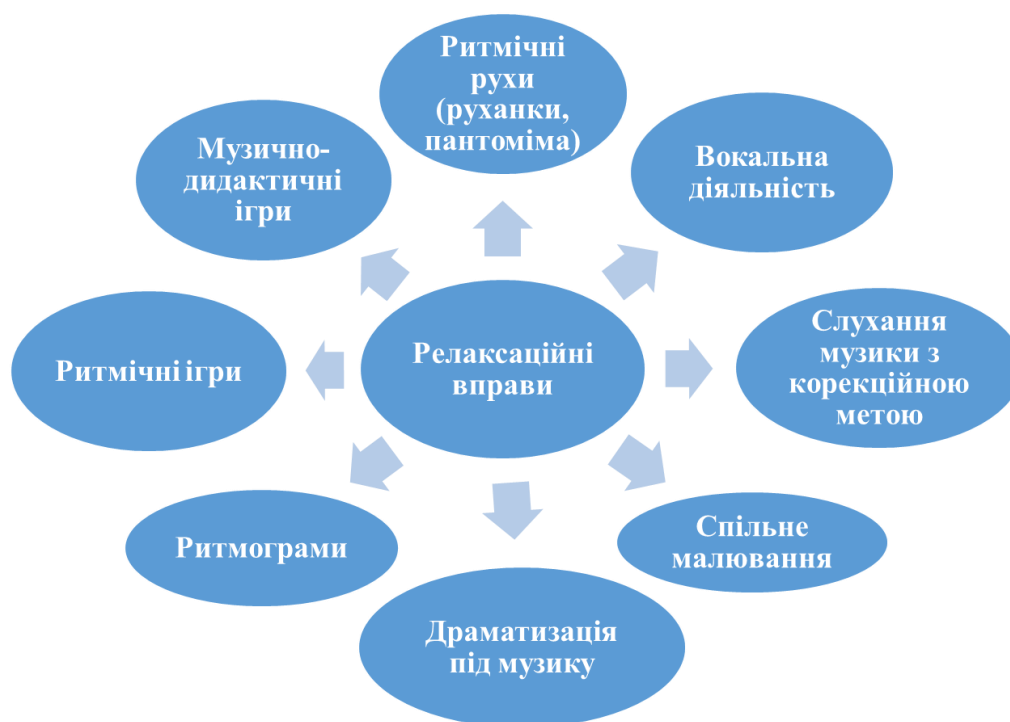 Ритмічні
рухи
(руханки,
пантоміма)
Вокальна
діяльність
Слухання
музики з
корекційною
метою
Спільне
малювання
Драматизація
під музику
Ритмограми
Ритмічні ігри
Музично-
дидактичні
ігри
Релаксаційні
вправи